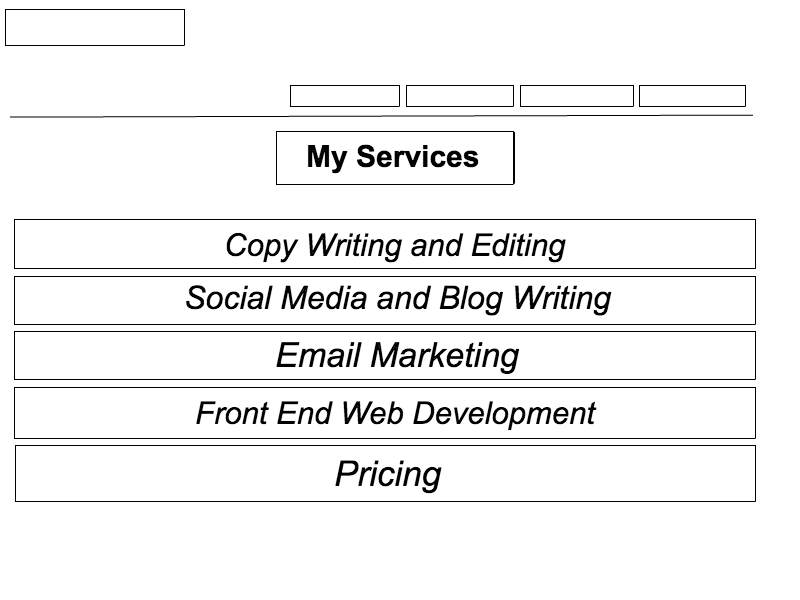 My Services
Copy Writing and Editing
Social Media and Blog Writing
Email Marketing
Front End Web Development
Pricing